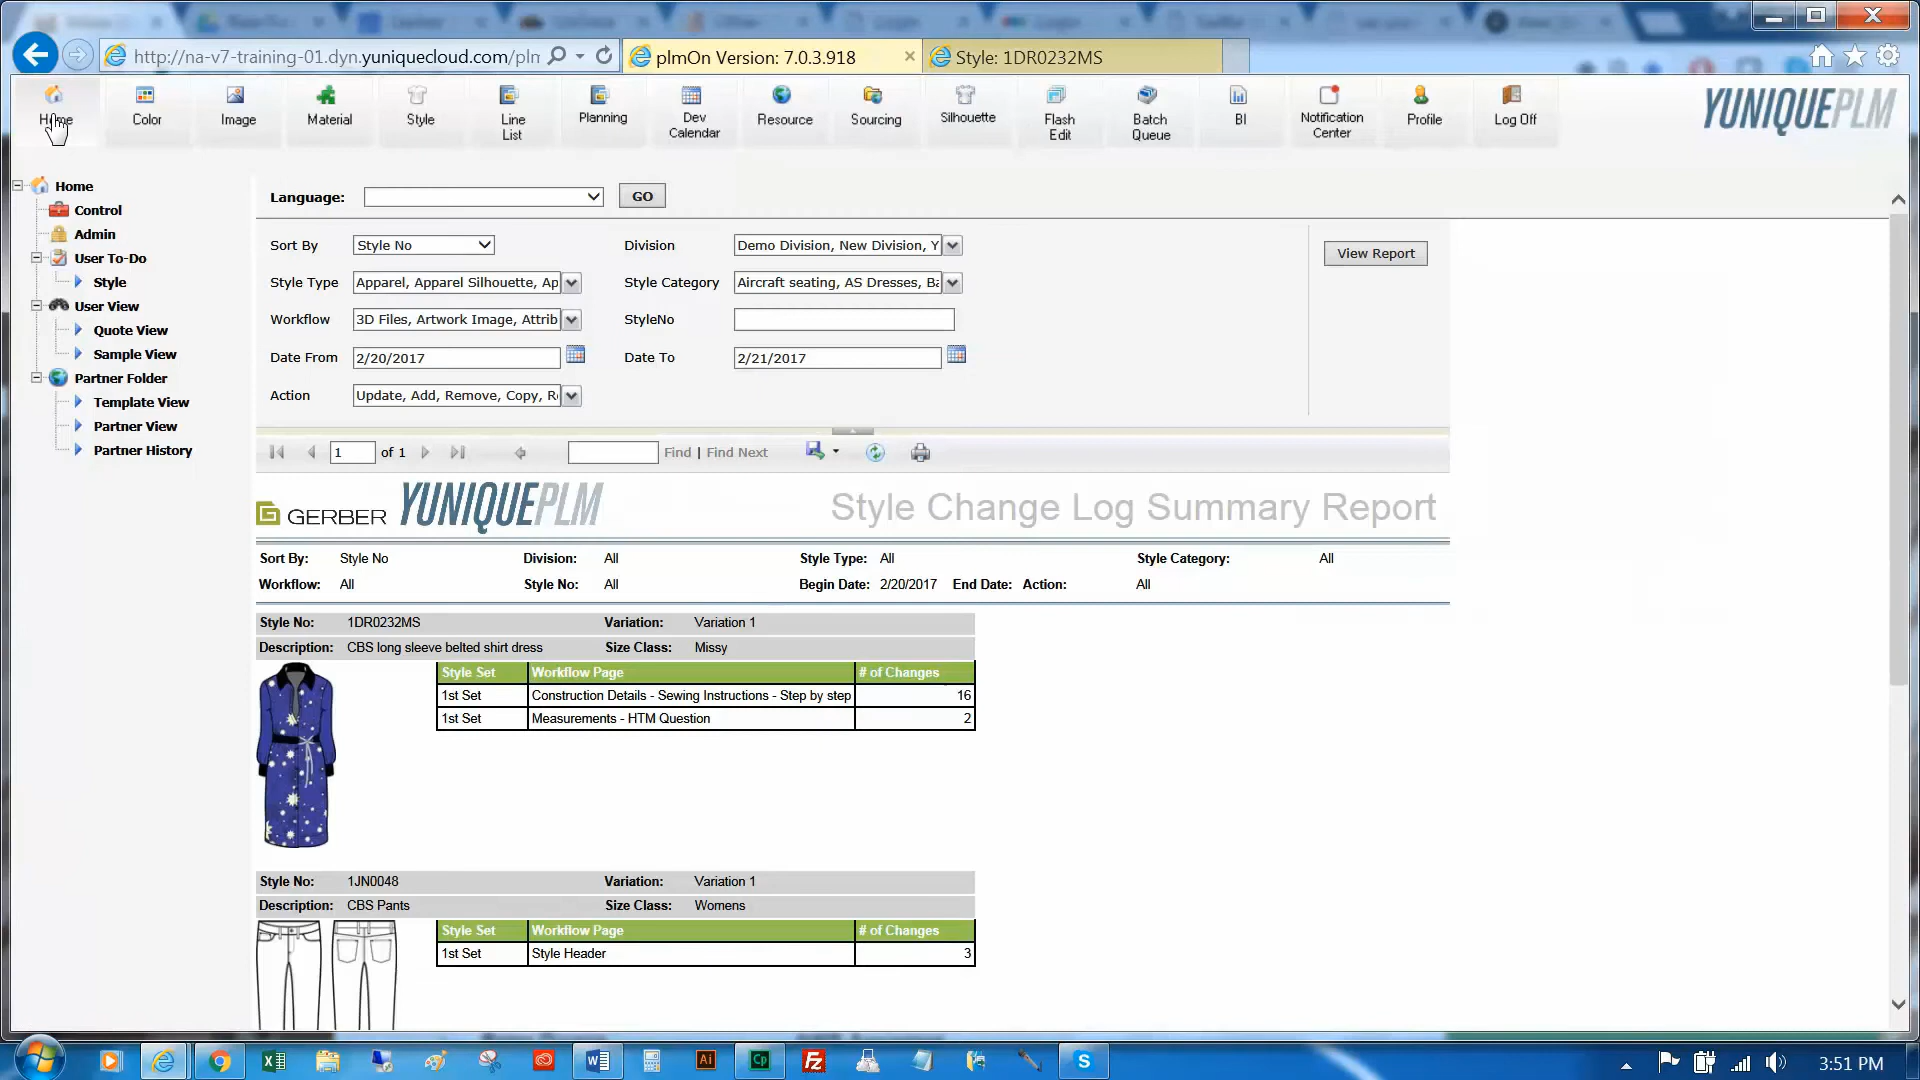 http://na-v7-training-01.dyn.yuniquecloud.com/plm
plmOn Version: 7.0.3.918
Style: 1DR0232MS
Home
Color
Image
Material
Style
Line List
Planning
Dev Calendar
Resource
Sourcing
Silhouette
Flash Edit
Batch Queue
BI
Notification Center
Profile
Log Off
YUNIQUEPLM
Home
Control
Admin
User To-Do
Style
User View
Quote View
Sample View
Partner Folder
Template View
Partner View
Partner History
Language: GO
Sort By Style No Division Demo Division, New Division, Y View Report
Style Type Apparel, Apparel Silhouette, Ap Style Category Aircraft seating, AS Dresses, Ba
Workflow 3D Files, Artwork Image, Attrib StyleNo
Date From 2/20/2017 Date To 2/21/2017
Action Update, Add, Remove, Copy, R
1 of 1 Find | Find Next
GERBER YUNIQUEPLM Style Change Log Summary Report
Sort By: Style No Division: All Style Type: All Style Category: All
Workflow: All Style No: All Begin Date: 2/20/2017 End Date: Action: All
Style No: 1DR0232MS Variation: Variation 1
Description: CBS long sleeve belted shirt dress Size Class: Missy
Style Set Workflow Page # of Changes
1st Set Construction Details - Sewing Instructions - Step by step 16
1st Set Measurements - HTM Question 2
Style No: 1JN0048 Variation: Variation 1
Description: CBS Pants Size Class: Womens
Style Set Workflow Page # of Changes
1st Set Style Header 3
3:51 PM